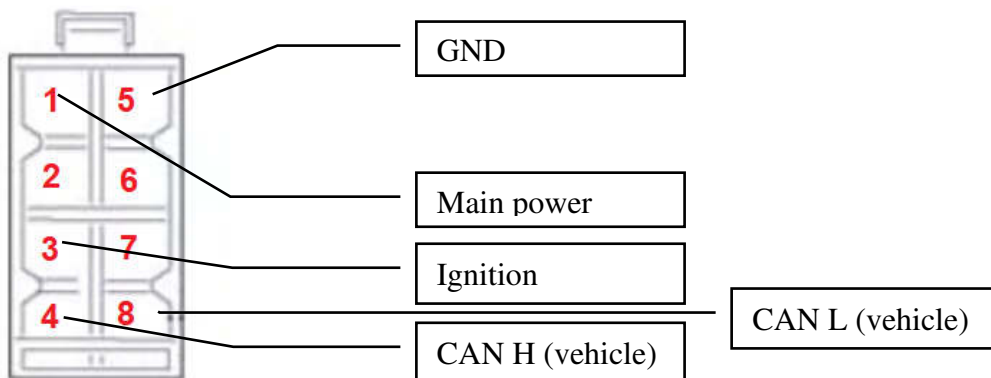 GND
1 5
2 6
Main power
3 7
Ignition
4 8
CAN L (vehicle)
CAN H (vehicle)